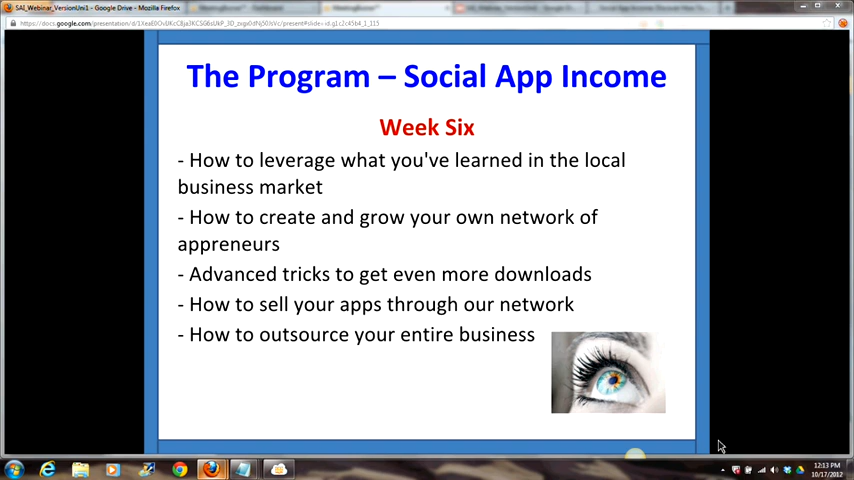 SAI_Webinar_VersionUni1 - Google Drive - Mozilla Firefox
The Program – Social App Income
Week Six
- How to leverage what you've learned in the local
business market
- How to create and grow your own network of
appreneurs
- Advanced tricks to get even more downloads
- How to sell your apps through our network
- How to outsource your entire business
12:13 PM
10/17/2012